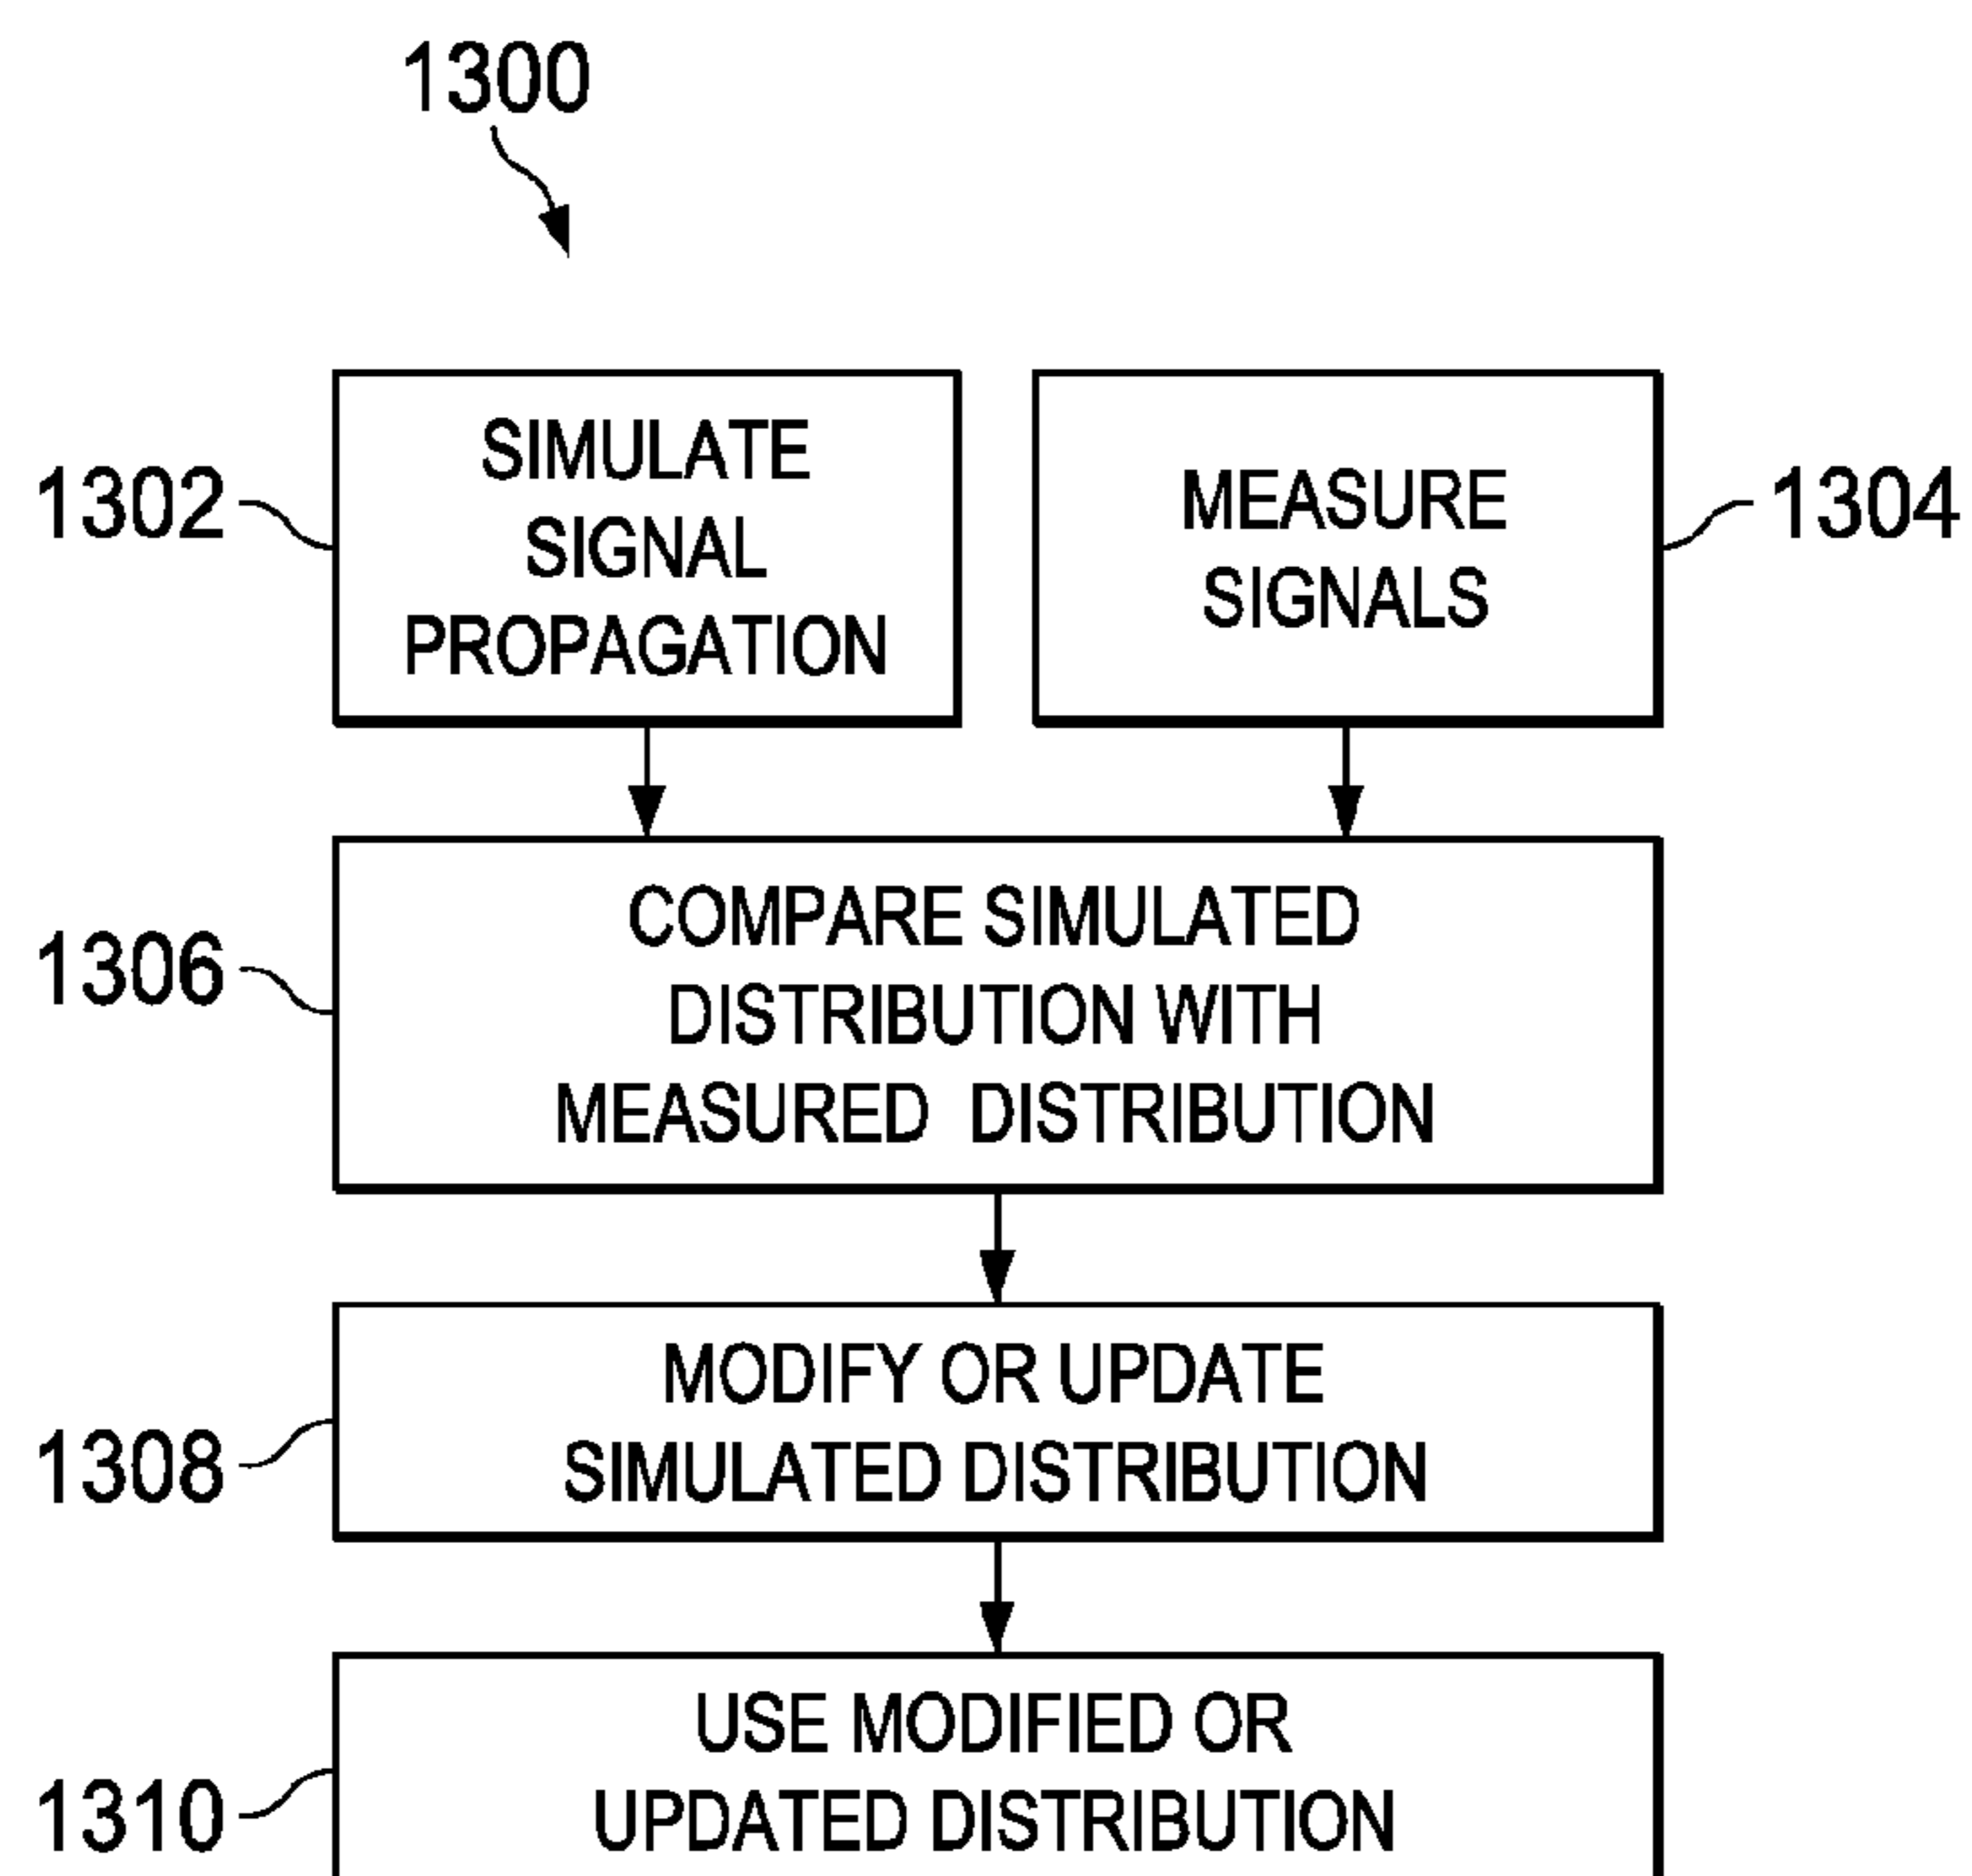 1300
1302
SIMULATE
SIGNAL
PROPAGATION
MEASURE
SIGNALS
1304
1306
COMPARE SIMULATED
DISTRIBUTION WITH
MEASURED DISTRIBUTION
1308
MODIFY OR UPDATE
SIMULATED DISTRIBUTION
1310
USE MODIFIED OR
UPDATED DISTRIBUTION